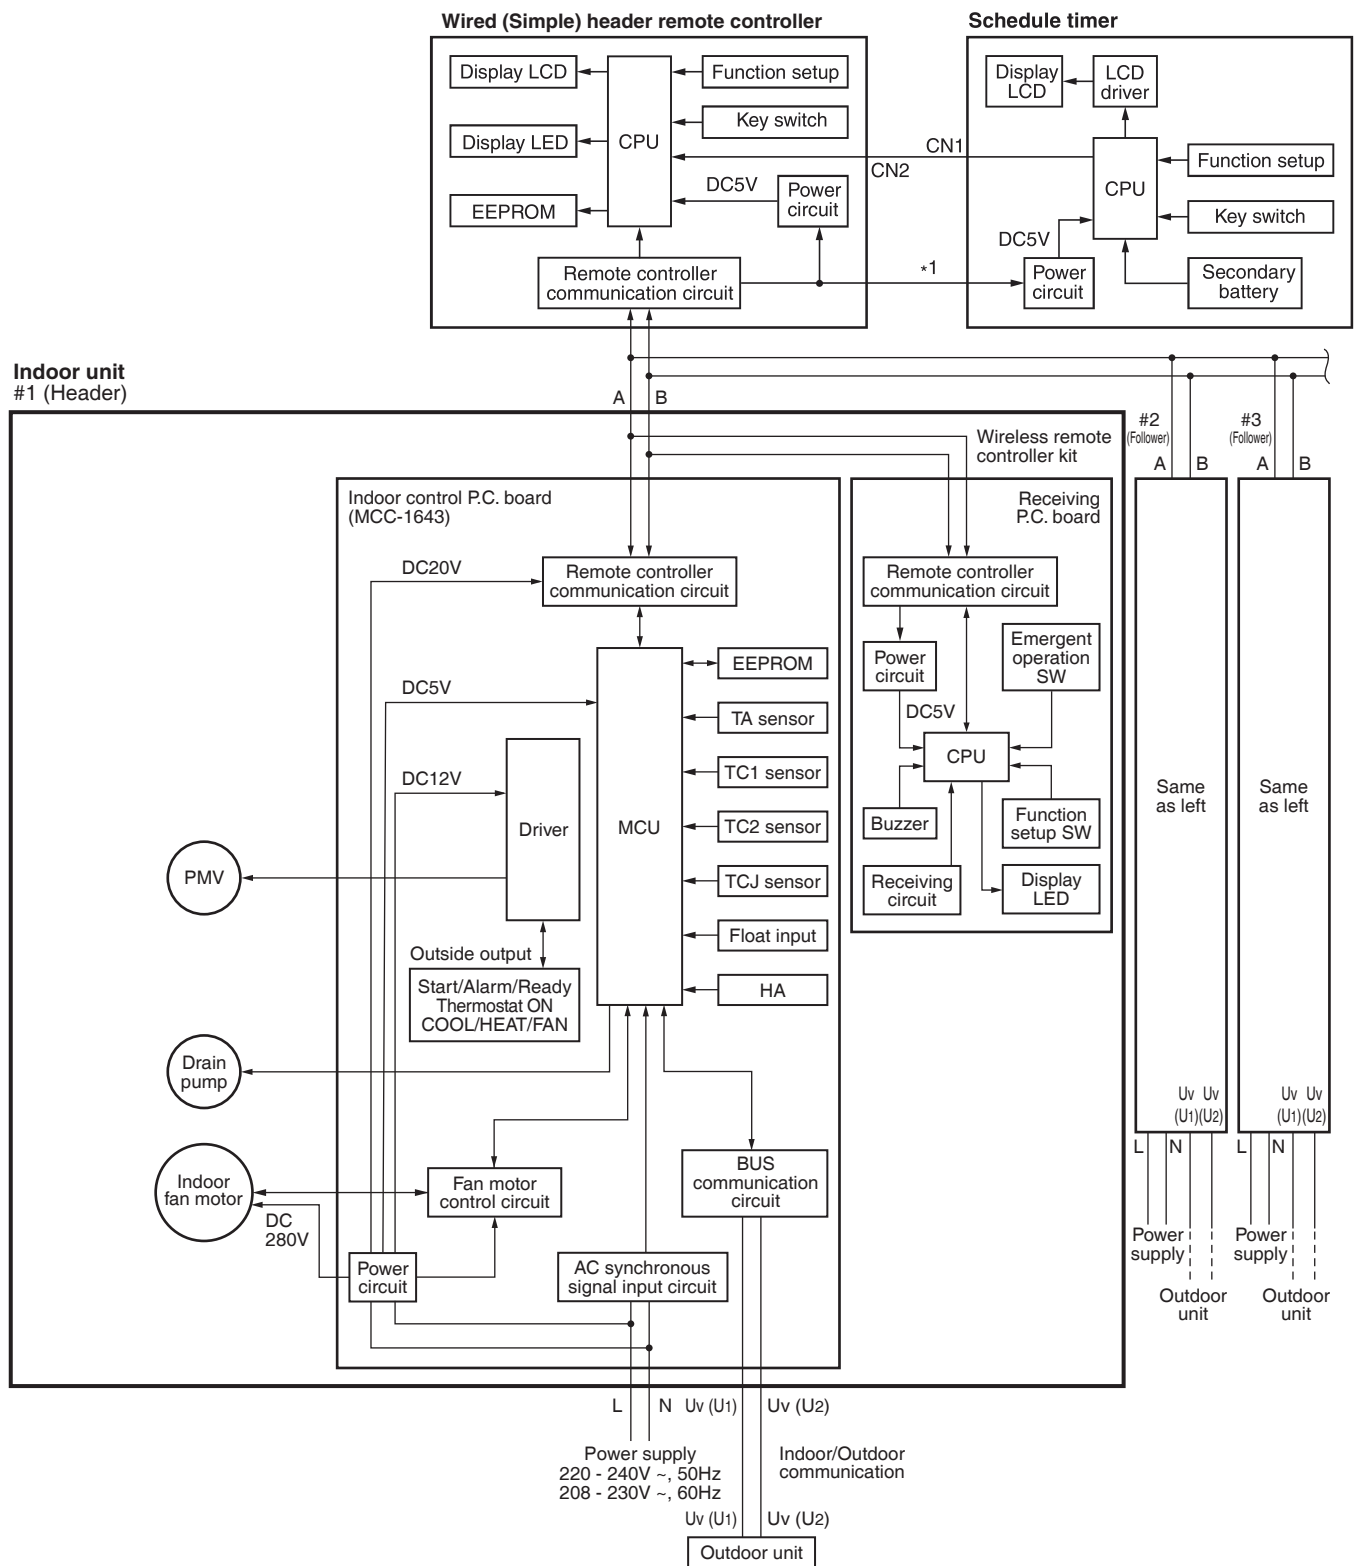 Wired (Simple) header remote controller
Schedule timer
Display LCD
Function setup
Key switch
Display LED
CPU
EEPROM
DC5V
Power
circuit
Remote controller
communication circuit
CN1
CN2
*1
Display
LCD
LCD
driver
CPU
Function setup
Key switch
DC5V
Power
circuit
Secondary
battery
Indoor unit
#1 (Header)
A
B
Wireless remote
controller kit
#2
(Follower)
A
B
#3
(Follower)
A
B
Indoor control P.C. board
(MCC-1643)
Receiving
P.C. board
DC20V
Remote controller
communication circuit
Remote controller
communication circuit
DC5V
EEPROM
TA sensor
TC1 sensor
TC2 sensor
TCJ sensor
Float input
HA
MCU
DC12V
Driver
PMV
Outside output
Start/Alarm/Ready
Thermostat ON
COOL/HEAT/FAN
Power
circuit
Emergent
operation
SW
DC5V
CPU
Buzzer
Function
setup SW
Receiving
circuit
Display
LED
Same
as left
Same
as left
Drain
pump
Indoor
fan motor
DC
280V
Fan motor
control circuit
BUS
communication
circuit
Power
circuit
AC synchronous
signal input circuit
Uv Uv
(U1)(U2)
L N
Power
supply
Outdoor
unit
Uv Uv
(U1)(U2)
L N
Power
supply
Outdoor
unit
L N Uv (U1) Uv (U2)
Power supply
220 - 240V ~, 50Hz
208 - 230V ~, 60Hz
Indoor/Outdoor
communication
Uv (U1) Uv (U2)
Outdoor unit